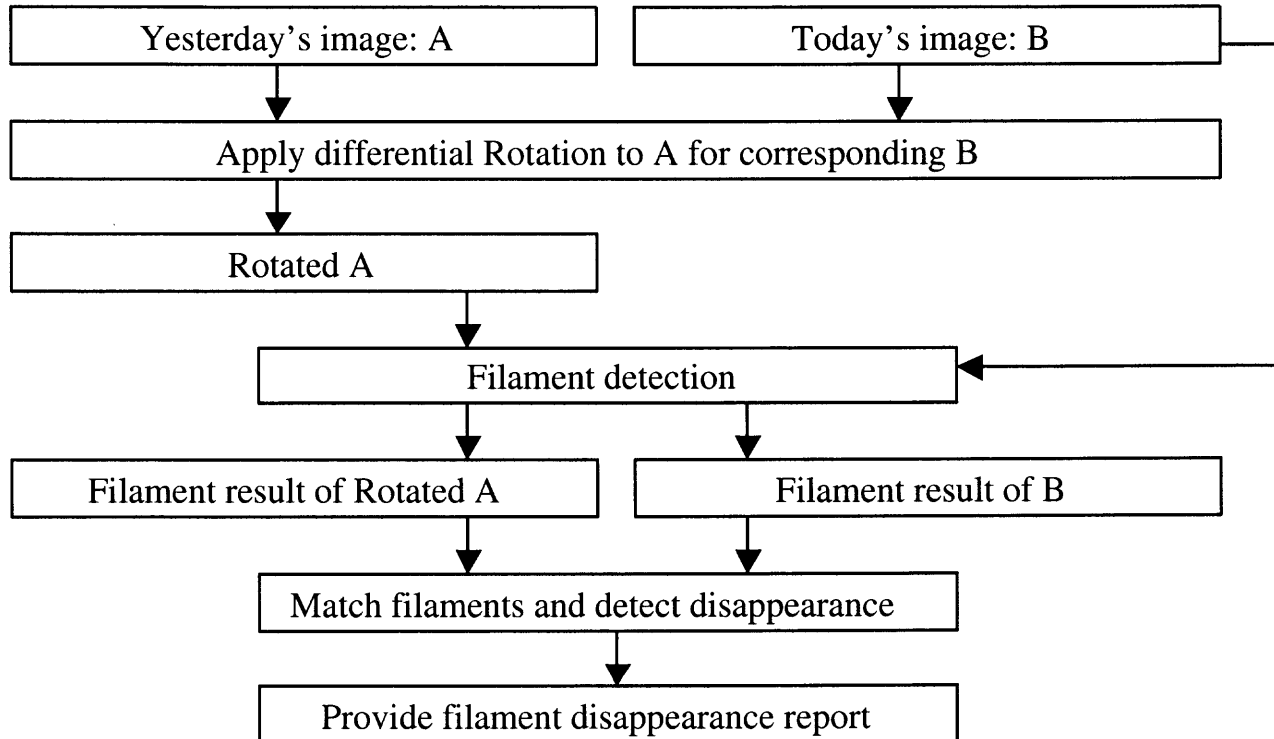 Yesterday’s image: A
Today’s image: B
Apply differential Rotation to A for corresponding B
Rotated A
Filament detection
Filament result of Rotated A
Filament result of B
Match filaments and detect disappearance
Provide filament disappearance report